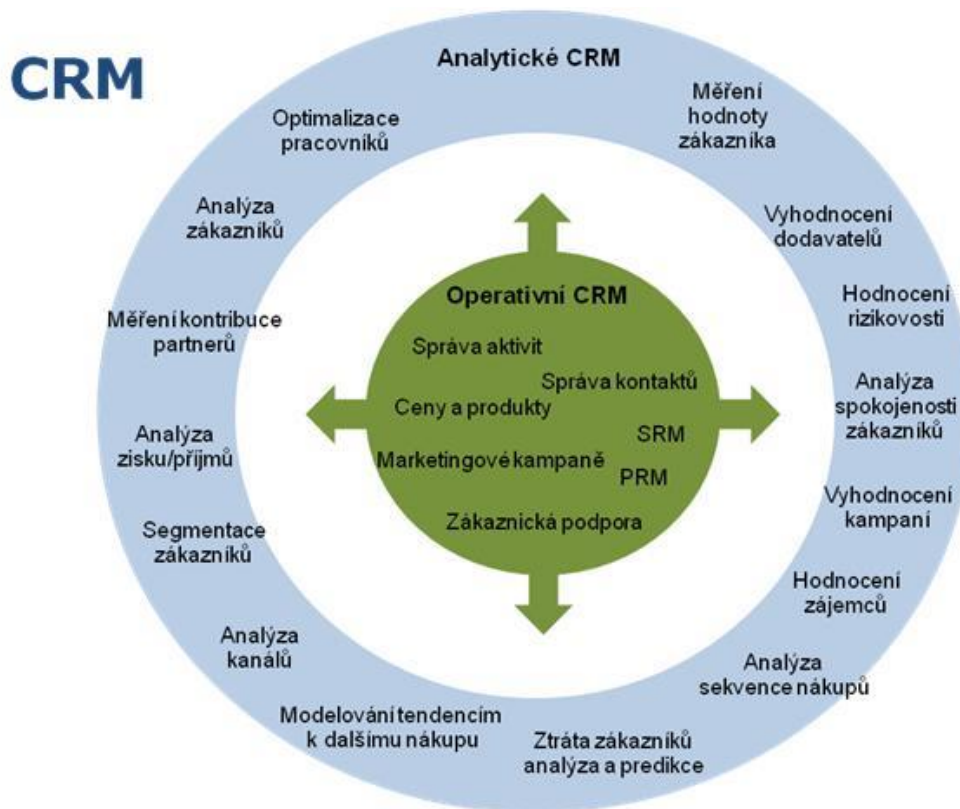 CRM
Analytické CRM
Měření
hodnoty
zákazníka
Vyhodnocení
dodavatelů
Hodnocení
rizikovosti
Analýza
spokojenosti
zákazníků
Vyhodnocení
kampaní
Hodnocení
zájemců
Analýza
sekvence nákupů
Ztráta zákazníků
analýza a predikce
Modelování tendencím
k dalšímu nákupu
Analýza
kanálů
Segmentace
zákazníků
Analýza
zisku/příjmů
Měření kontribuce
partnerů
Analýza
zákazníků
Optimalizace
pracovníků
Operativní CRM
Správa aktivit
Správa kontaktů
Ceny a produkty
SRM
Marketingové kampaně
PRM
Zákaznická podpora